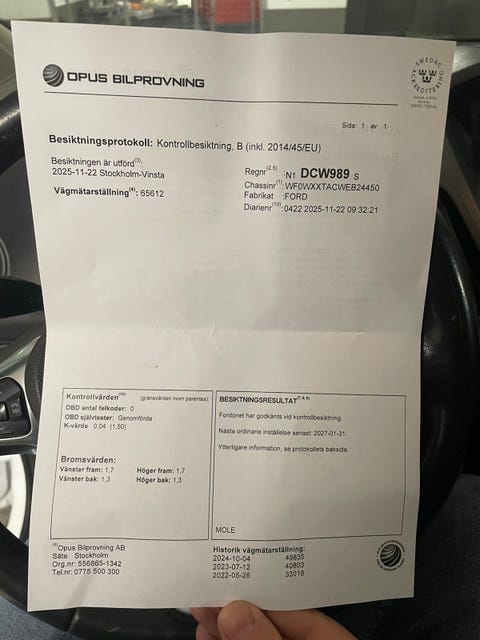 OPUS BILPROVNING
SWEDAC
ACKREDITERING
Sida: 1 av 1
Besiktningsprotokoll: Kontrollbesiktning, B (inkl. 2014/45/EU)
Besiktningen är utförd(3):
2025-11-22 Stockholm-Vinsta
Vägmätarställning(4): 65612
Regnr(2,5) :N1 DCW989 S
Chassinr(1) :WF0WXXTACWEB24450
Fabrikat :FORD
Diarienr(10) :0422 2025-11-22 09:32:21
Kontrollvärden(10) (gränsvärden inom parentes)
OBD antal felkoder: 0
OBD självtester: Genomförda
K-värde 0,04 (1,50)
Bromsvärden:
Vänster fram: 1,7 Höger fram: 1,7
Vänster bak: 1,3 Höger bak: 1,3
BESIKTNINGSRESULTAT
Fordonet har godkänts vid kontrollbesiktning.
Nästa ordinarie inställelse senast: 2027-01-31.
Ytterligare information, se protokollets baksida.
MOLE
Opus Bilprovning AB
Säte Stockholm
Org.nr: 556865-1342
Tel.nr: 0775 500 300
Historik vägmätarställning:
2024-10-04 49835
2023-07-12 40803
2022-05-26 33019